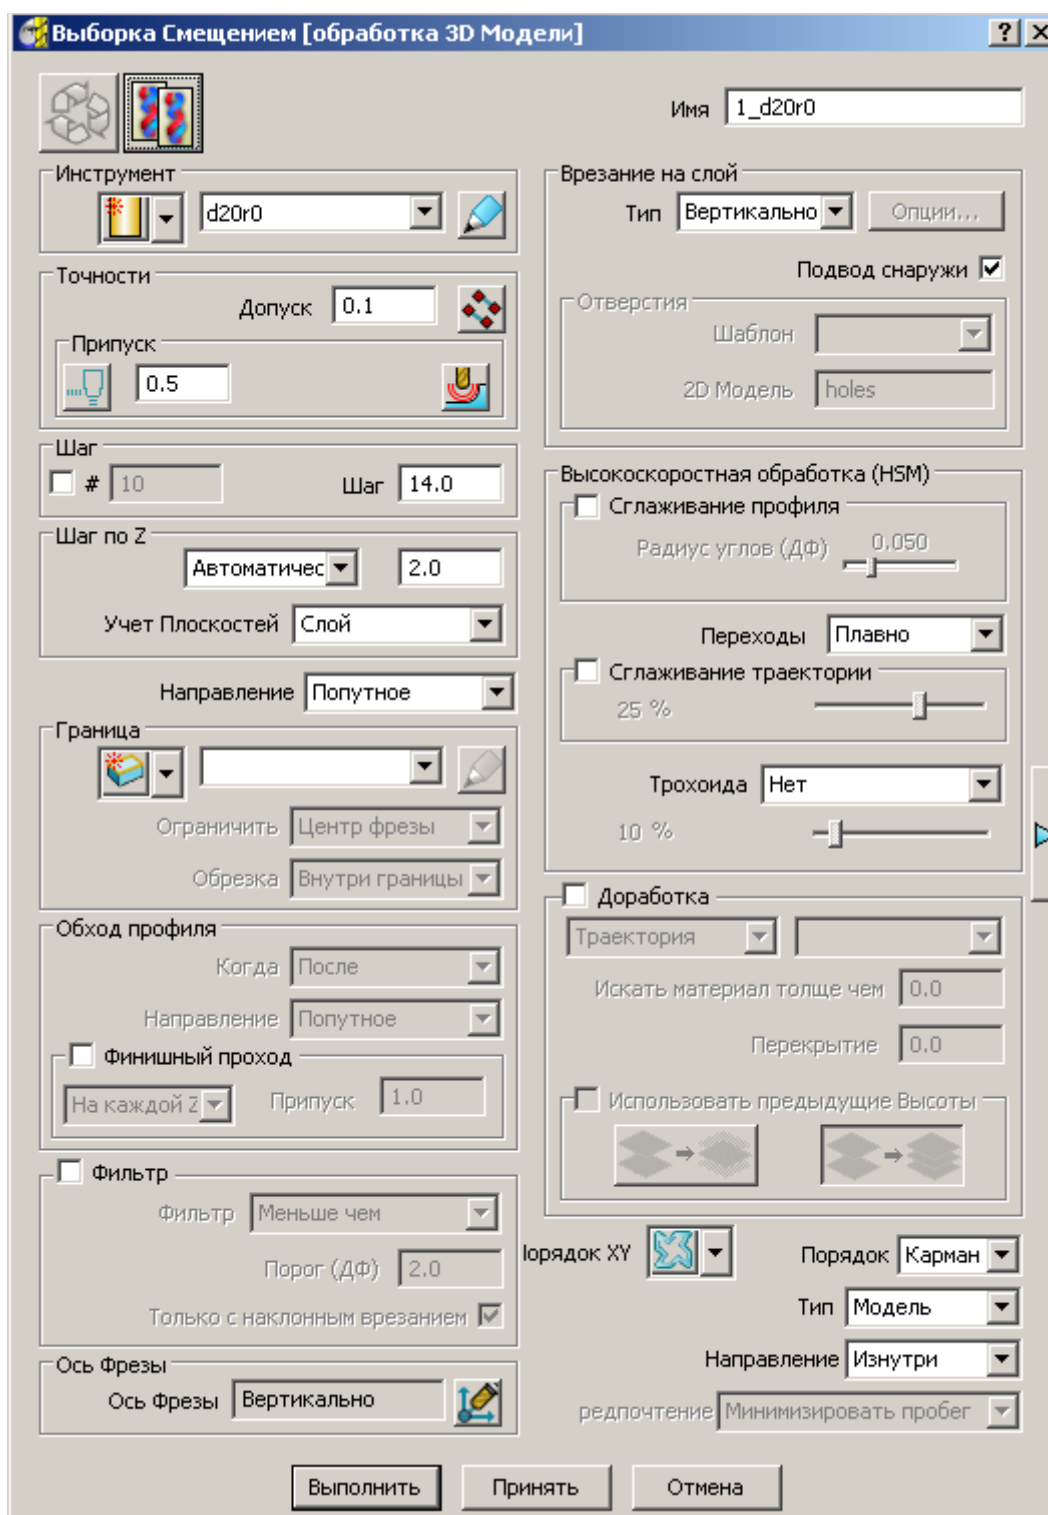 Выборка Смещением [обработка 3D Модели]
Имя 1_d20r0
Инструмент
d20r0
Точности
Допуск 0.1
Припуск
0.5
Шаг
# 10 Шаг 14.0
Шаг по Z
Автоматичес 2.0
Учет Плоскостей Слой
Направление Попутное
Граница
Ограничить Центр фрезы
Обрезка Внутри границы
Обход профиля
Когда После
Направление Попутное
Финишный проход
На каждой Z Припуск 1.0
Фильтр
Фильтр Меньше чем
Порог (ДФ) 2.0
Только с наклонным врезанием
Ось Фрезы
Ось Фрезы Вертикально
Врезание на слой
Тип Вертикально Опции...
Подвод снаружи
Отверстия
Шаблон
2D Модель holes
Высокоскоростная обработка (HSM)
Сглаживание профиля
Радиус углов (ДФ) 0.050
Переходы Плавно
Сглаживание траектории
25 %
Трохоида Нет
10 %
Доработка
Траектория
Искать материал толще чем 0.0
Перекрытие 0.0
Использовать предыдущие Высоты
орядок XY Порядок Карман
Тип Модель
Направление Изнутри
редпочтение Минимизировать пробег
Выполнить Принять Отмена